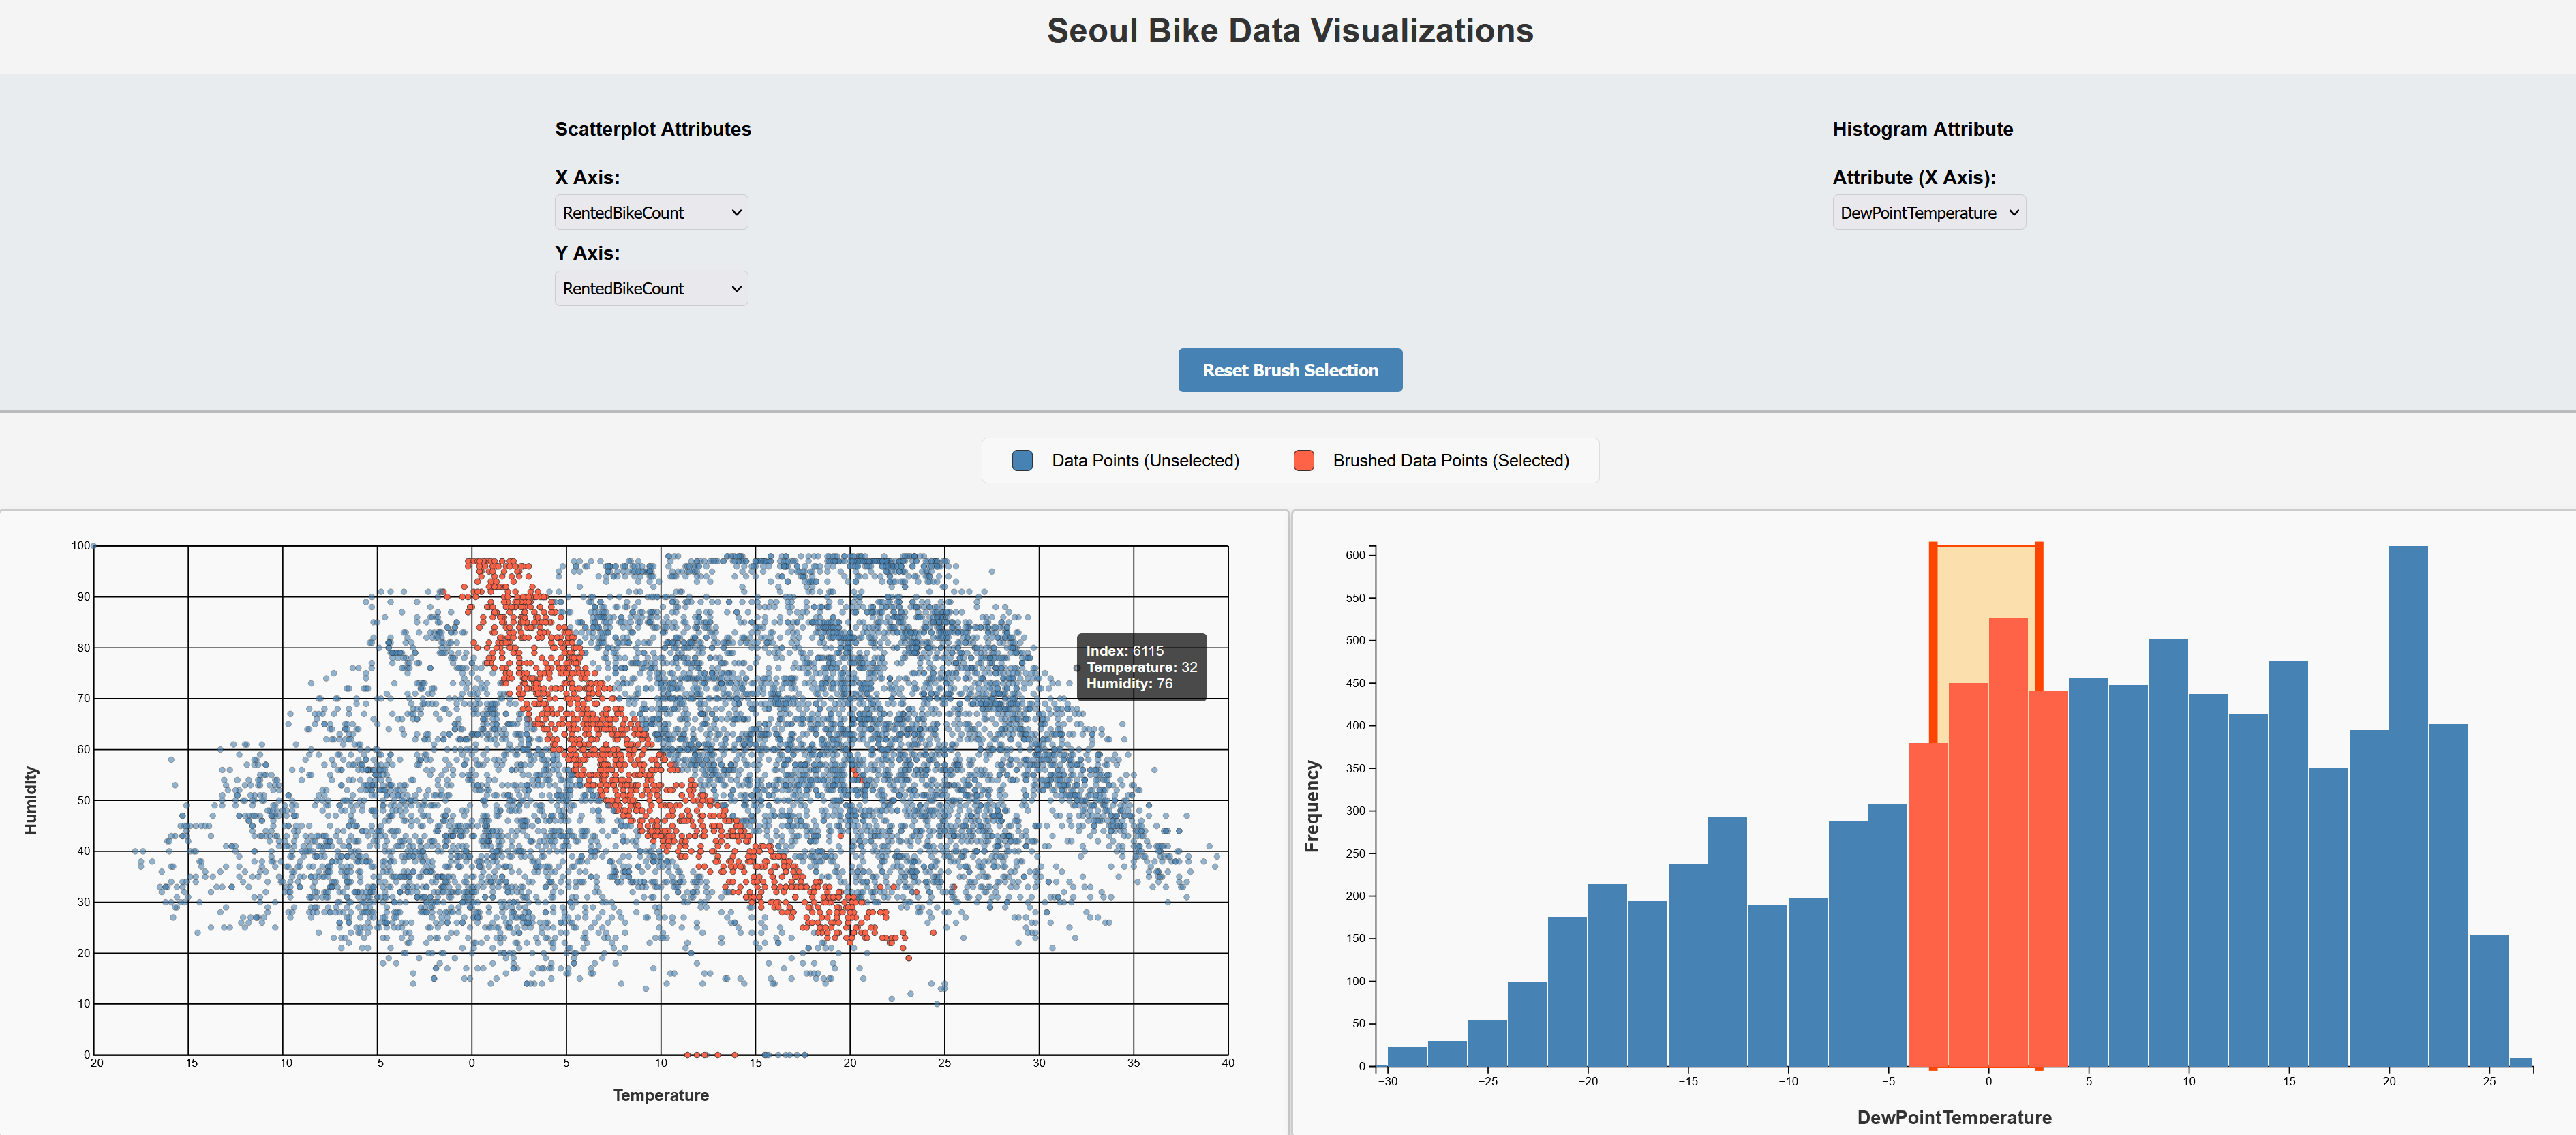 Seoul Bike Data Visualizations
Scatterplot Attributes
X Axis:
RentedBikeCount
Y Axis:
RentedBikeCount
Histogram Attribute
Attribute (X Axis):
DewPointTemperature
Reset Brush Selection
Data Points (Unselected)
Brushed Data Points (Selected)
100
90
80
70
60
50
40
30
20
10
0
Humidity
Index: 6115
Temperature: 32
Humidity: 76
−20 −15 −10 −5 0 5 10 15 20 25 30 35 40
Temperature
600
550
500
450
400
350
300
250
200
150
100
50
0
Frequency
−30 −25 −20 −15 −10 −5 0 5 10 15 20 25
DewPointTemperature